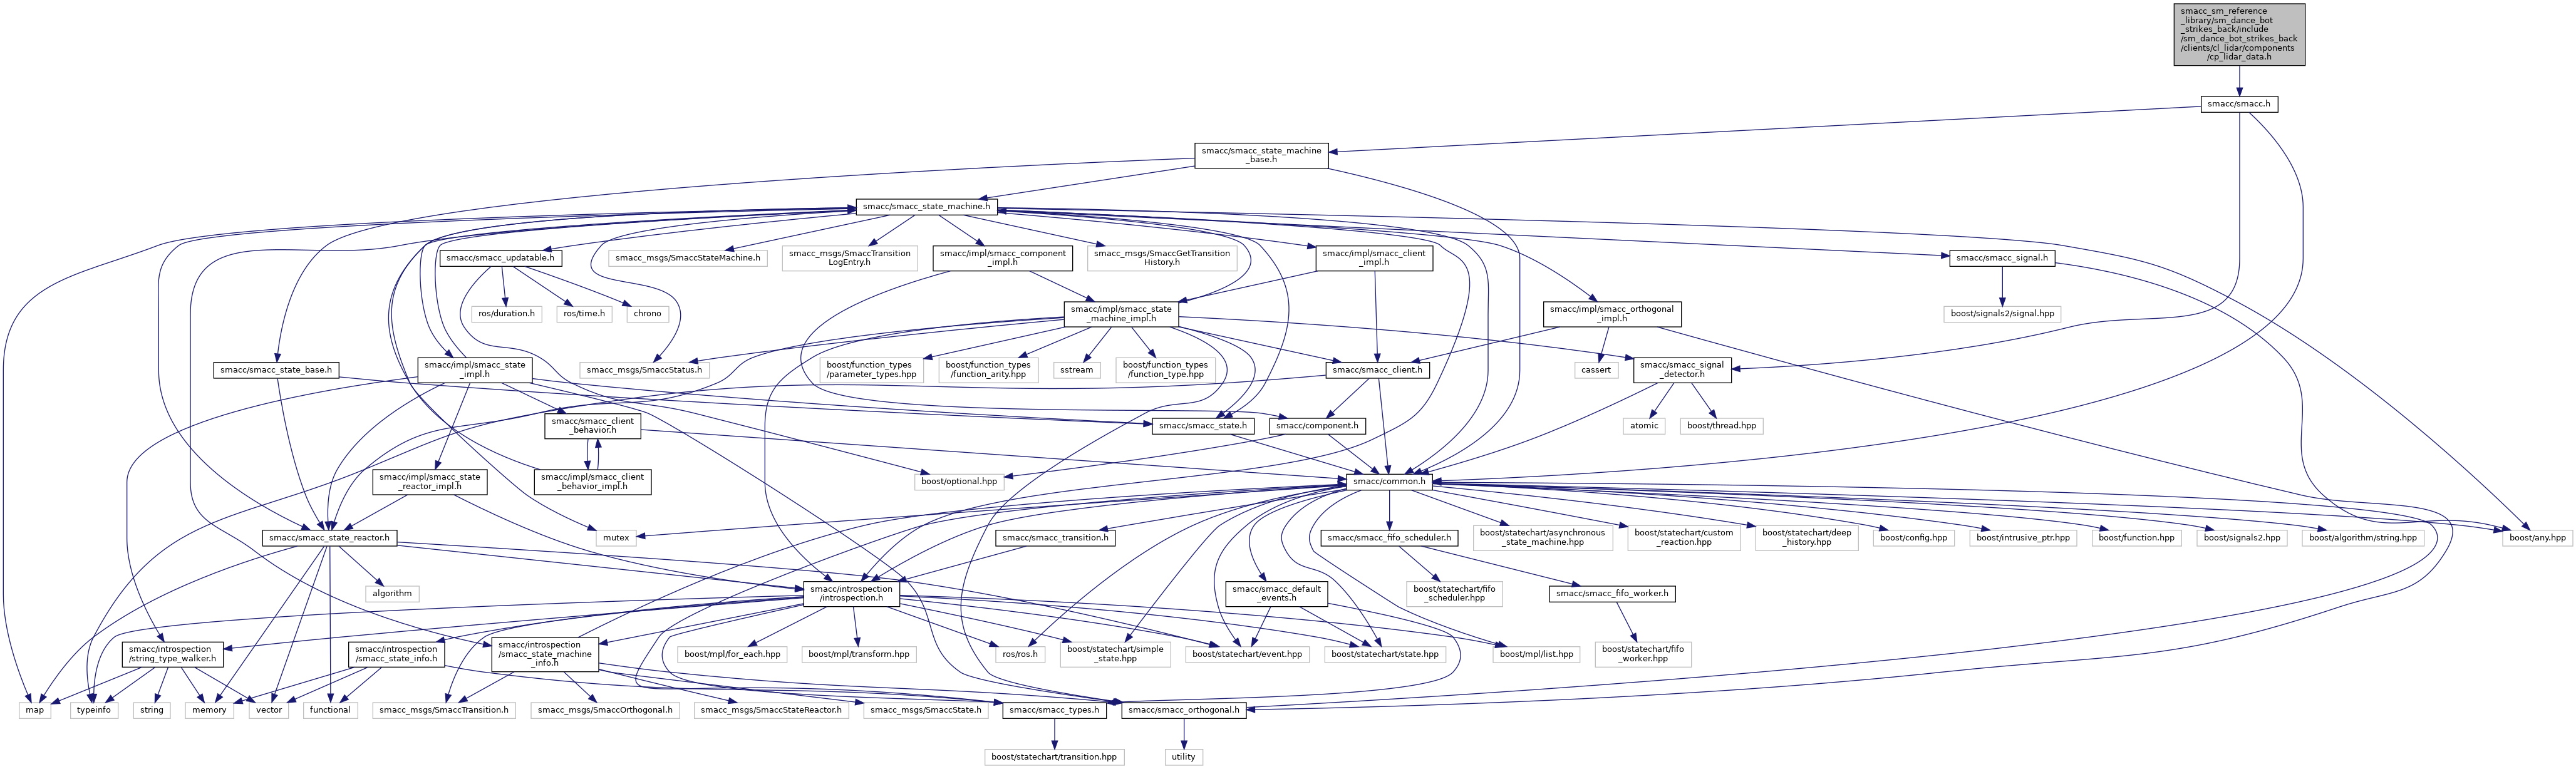 smacc_sm_reference
_library/sm_dance_bot
_strikes_back/include
/sm_dance_bot_strikes_back
/clients/cl_lidar/components
/cp_lidar_data.h
smacc/smacc.h
smacc/smacc_state_machine
_base.h
smacc/smacc_state_machine.h
smacc/smacc_updatable.h
smacc_msgs/SmaccStateMachine.h
smacc_msgs/SmaccTransition
LogEntry.h
smacc/impl/smacc_component
_impl.h
smacc_msgs/SmaccGetTransition
History.h
smacc/impl/smacc_client
_impl.h
smacc/smacc_signal.h
ros/duration.h
ros/time.h
chrono
smacc/impl/smacc_state
_machine_impl.h
smacc/impl/smacc_orthogonal
_impl.h
boost/signals2/signal.hpp
smacc/smacc_state_base.h
smacc/impl/smacc_state
_impl.h
smacc_msgs/SmaccStatus.h
boost/function_types
/parameter_types.hpp
boost/function_types
/function_arity.hpp
sstream
boost/function_types
/function_type.hpp
smacc/smacc_client.h
cassert
smacc/smacc_signal
_detector.h
smacc/smacc_client
_behavior.h
smacc/smacc_state.h
smacc/component.h
atomic
boost/thread.hpp
smacc/impl/smacc_state
_reactor_impl.h
smacc/impl/smacc_client
_behavior_impl.h
boost/optional.hpp
smacc/common.h
smacc/smacc_state_reactor.h
mutex
smacc/smacc_transition.h
smacc/smacc_fifo_scheduler.h
boost/statechart/asynchronous
_state_machine.hpp
boost/statechart/custom
_reaction.hpp
boost/statechart/deep
_history.hpp
boost/config.hpp
boost/intrusive_ptr.hpp
boost/function.hpp
boost/signals2.hpp
boost/algorithm/string.hpp
boost/any.hpp
algorithm
smacc/introspection
/introspection.h
smacc/smacc_default
_events.h
boost/statechart/fifo
_scheduler.hpp
smacc/smacc_fifo_worker.h
smacc/introspection
/string_type_walker.h
smacc/introspection
/smacc_state_info.h
smacc/introspection
/smacc_state_machine
_info.h
boost/mpl/for_each.hpp
boost/mpl/transform.hpp
ros/ros.h
boost/statechart/simple
_state.hpp
boost/statechart/event.hpp
boost/statechart/state.hpp
boost/mpl/list.hpp
boost/statechart/fifo
_worker.hpp
map
typeinfo
string
memory
vector
functional
smacc_msgs/SmaccTransition.h
smacc_msgs/SmaccOrthogonal.h
smacc_msgs/SmaccStateReactor.h
smacc_msgs/SmaccState.h
smacc/smacc_types.h
smacc/smacc_orthogonal.h
boost/statechart/transition.hpp
utility